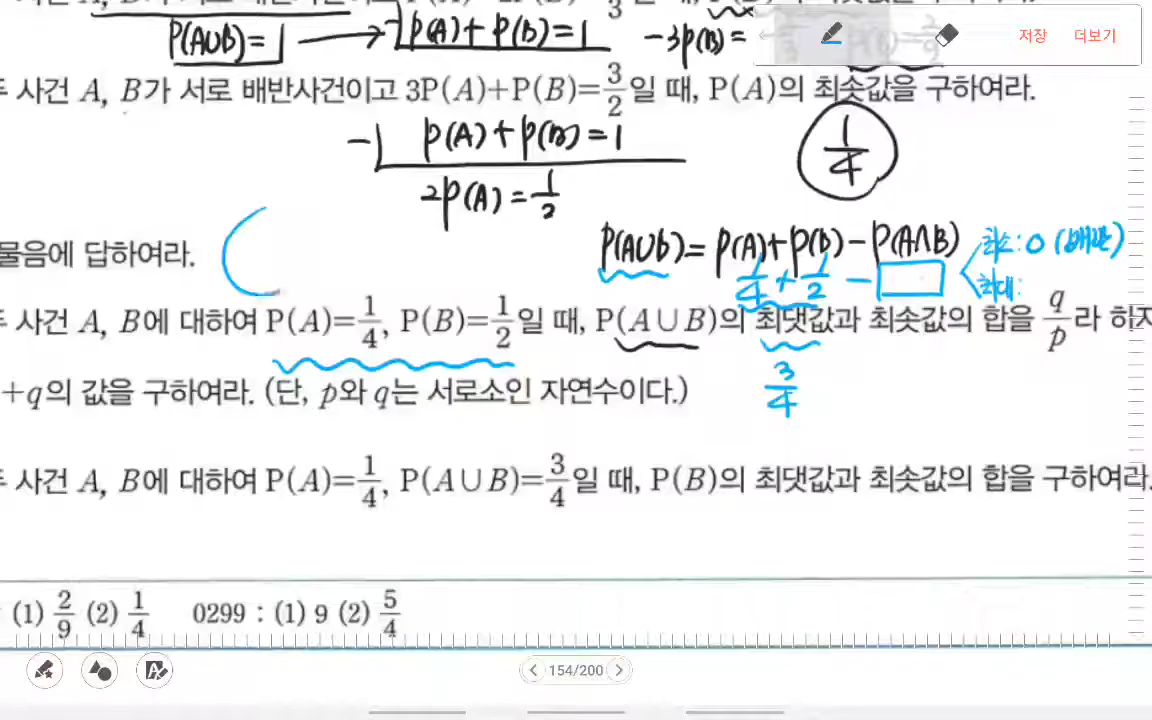 P(A∪B)=1 → P(A)+P(B)=1 -3P(B)=
저장 더보기
사건 A, B가 서로 배반사건이고 3P(A)+P(B)=3/2일 때, P(A)의 최솟값을 구하여라.
- P(A)+P(B)=1
2P(A)=1/2
1/4
물음에 답하여라.
P(A∪B)=P(A)+P(B)-P(A∩B)
1/4+1/2-
최소:0 (배반)
최대:
사건 A, B에 대하여 P(A)=1/4, P(B)=1/2일 때, P(A∪B)의 최댓값과 최솟값의 합을 q/p라 하
3/4
+q의 값을 구하여라. (단, p와 q는 서로소인 자연수이다.)
사건 A, B에 대하여 P(A)=1/4, P(A∪B)=3/4일 때, P(B)의 최댓값과 최솟값의 합을 구하여라.
(1) 2/9 (2) 1/4 0299 : (1) 9 (2) 5/4
154/200